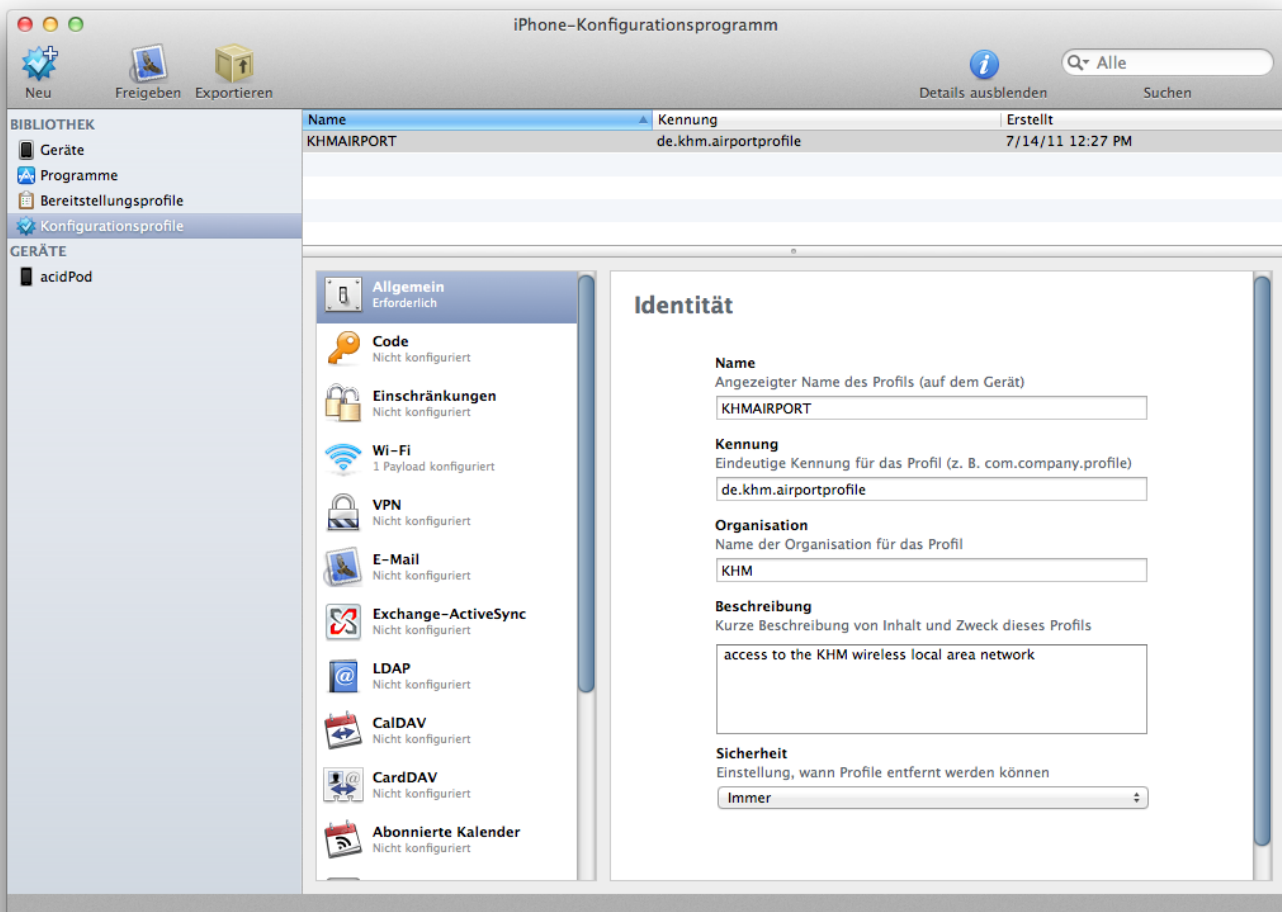 iPhone-Konfigurationsprogramm
Neu
Freigeben
Exportieren
Details ausblenden
Alle
Suchen
BIBLIOTHEK
Geräte
Programme
Bereitstellungsprofile
Konfigurationsprofile
GERÄTE
acidPod
Name Kennung Erstellt
KHMAIRPORT de.khm.airportprofile 7/14/11 12:27 PM
Allgemein
Erforderlich
Code
Nicht konfiguriert
Einschränkungen
Nicht konfiguriert
Wi-Fi
1 Payload konfiguriert
VPN
Nicht konfiguriert
E-Mail
Nicht konfiguriert
Exchange-ActiveSync
Nicht konfiguriert
LDAP
Nicht konfiguriert
CalDAV
Nicht konfiguriert
CardDAV
Nicht konfiguriert
Abonnierte Kalender
Nicht konfiguriert
Identität
Name
Angezeigter Name des Profils (auf dem Gerät)
KHMAIRPORT
Kennung
Eindeutige Kennung für das Profil (z. B. com.company.profile)
de.khm.airportprofile
Organisation
Name der Organisation für das Profil
KHM
Beschreibung
Kurze Beschreibung von Inhalt und Zweck dieses Profils
access to the KHM wireless local area network
Sicherheit
Einstellung, wann Profile entfernt werden können
Immer